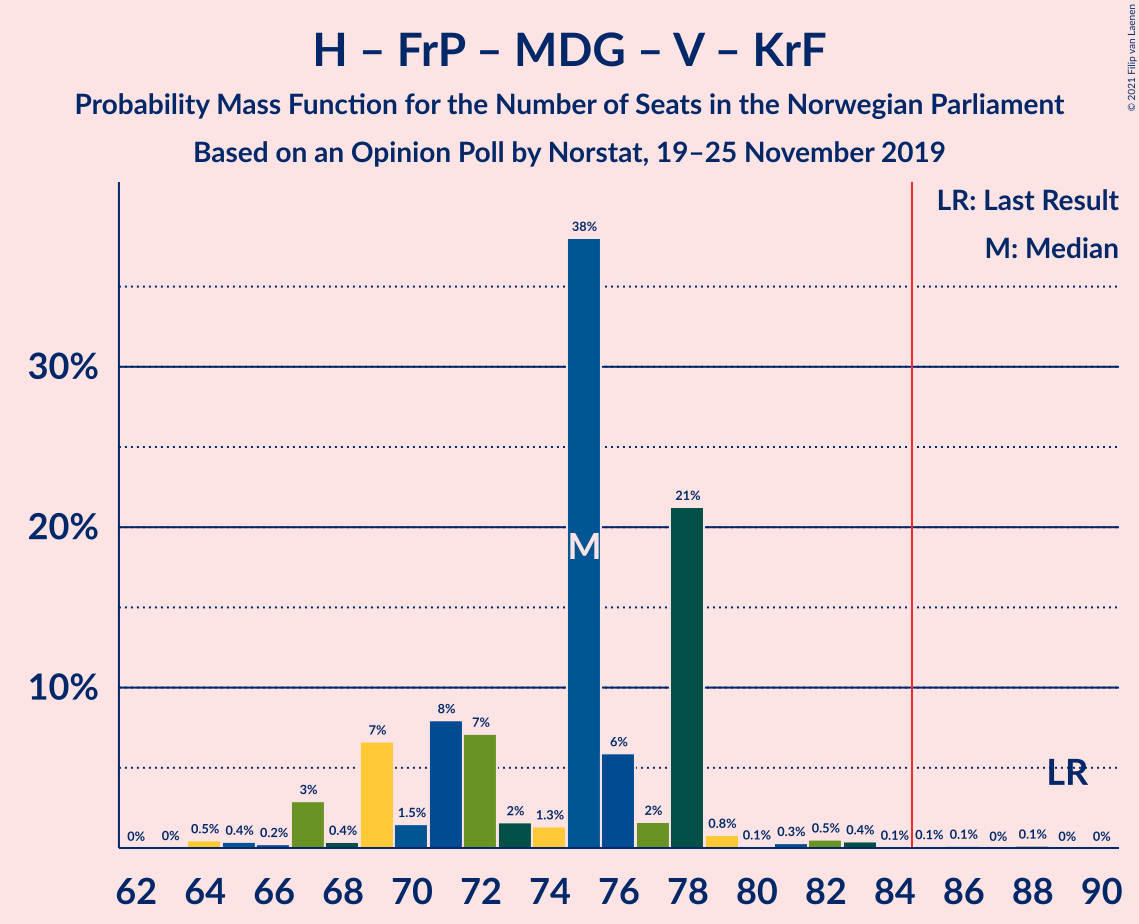 H – FrP – MDG – V – KrF
Probability Mass Function for the Number of Seats in the Norwegian Parliament
Based on an Opinion Poll by Norstat, 19–25 November 2019
© 2021 Filip van Laenen
LR: Last Result
M: Median
38%
30%
21%
20%
M
10%
8%
7%
7%
6%
LR
3%
1.5%
2%
1.3%
2%
0.8%
0% 0% 0.5% 0.4% 0.2% 0.4% 0.1% 0.3% 0.5% 0.4% 0.1% 0.1% 0.1% 0% 0.1% 0% 0%
62 64 66 68 70 72 74 76 78 80 82 84 86 88 90